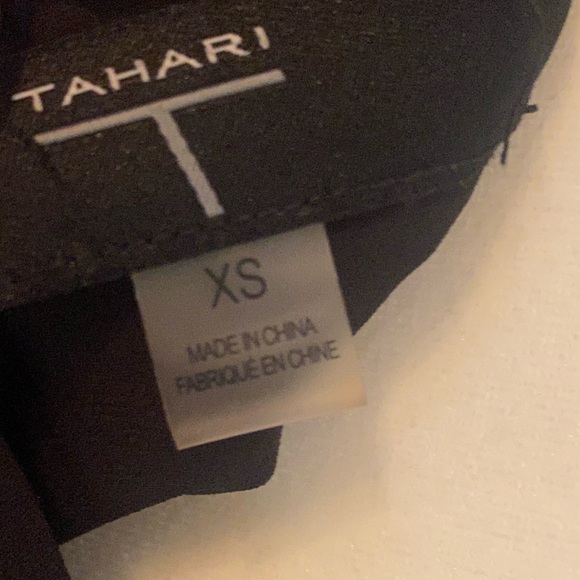 TAHARI
T
XS
MADE IN CHINA
FABRIQUÉ EN CHINE